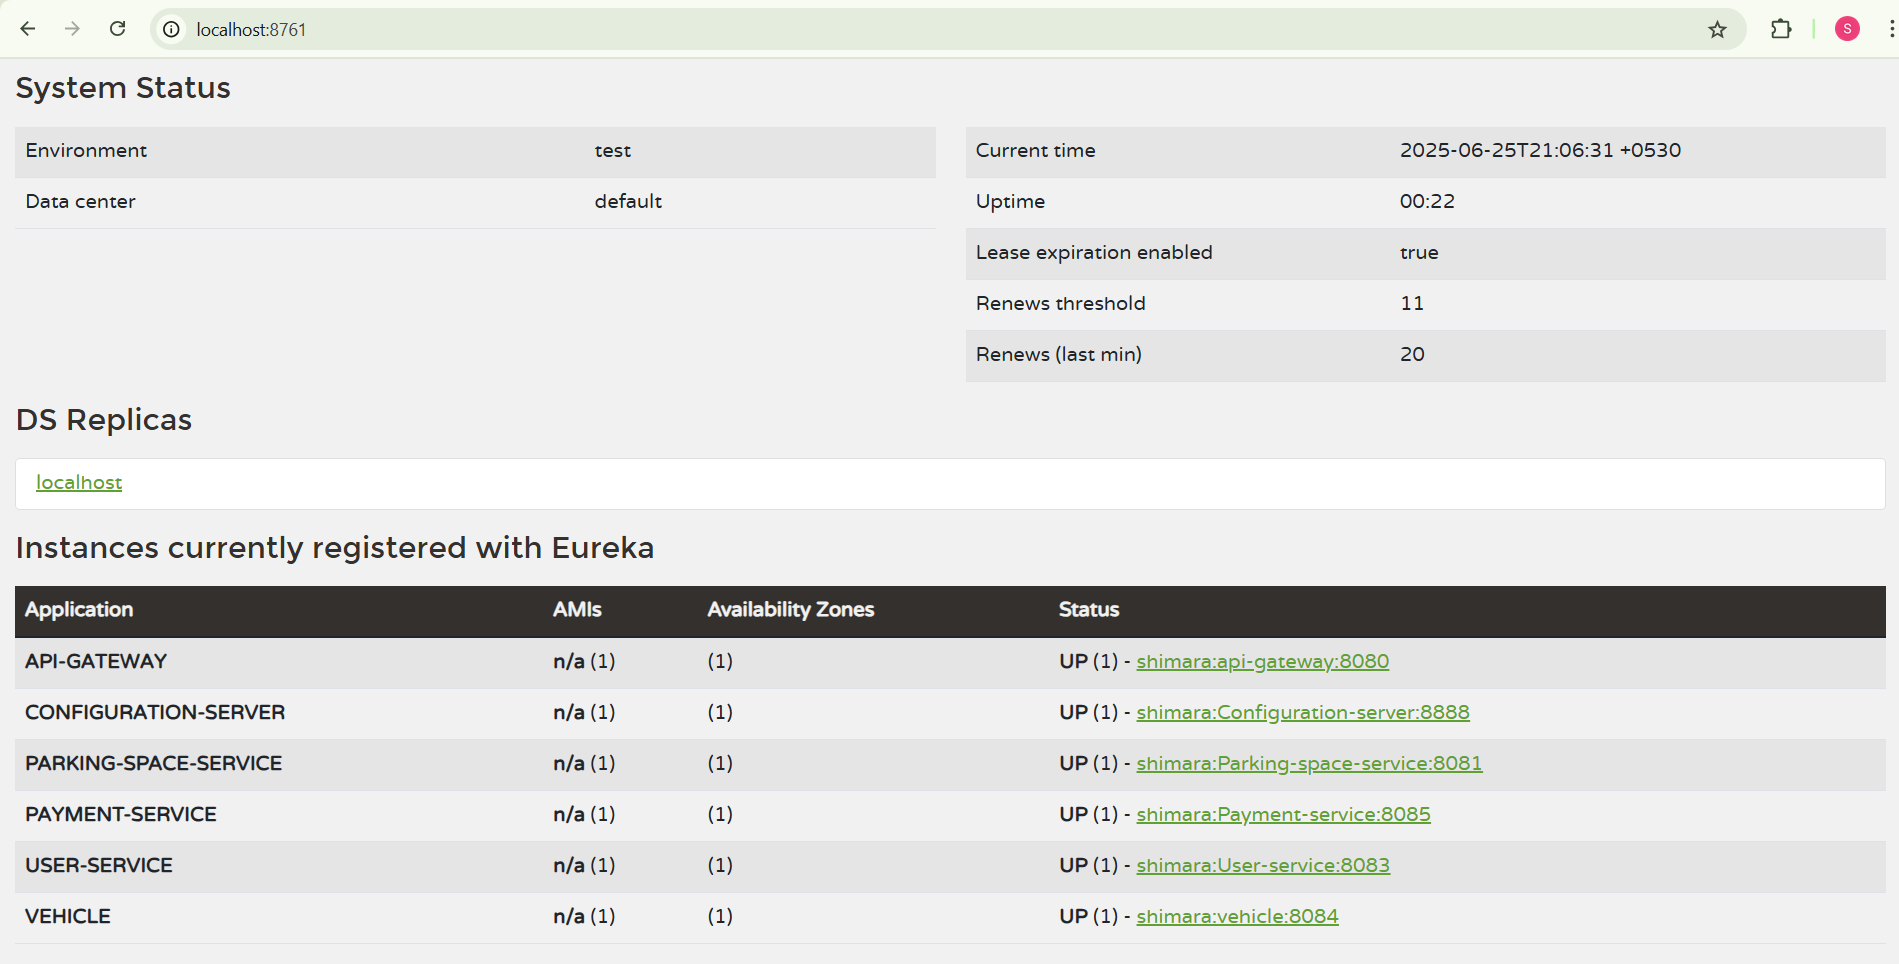 localhost:8761
S
System Status
Environment test
Data center default
Current time 2025-06-25T21:06:31 +0530
Uptime 00:22
Lease expiration enabled true
Renews threshold 11
Renews (last min) 20
DS Replicas
localhost
Instances currently registered with Eureka
Application AMIs Availability Zones Status
API-GATEWAY n/a (1) (1) UP (1) - shimara:api-gateway:8080
CONFIGURATION-SERVER n/a (1) (1) UP (1) - shimara:Configuration-server:8888
PARKING-SPACE-SERVICE n/a (1) (1) UP (1) - shimara:Parking-space-service:8081
PAYMENT-SERVICE n/a (1) (1) UP (1) - shimara:Payment-service:8085
USER-SERVICE n/a (1) (1) UP (1) - shimara:User-service:8083
VEHICLE n/a (1) (1) UP (1) - shimara:vehicle:8084